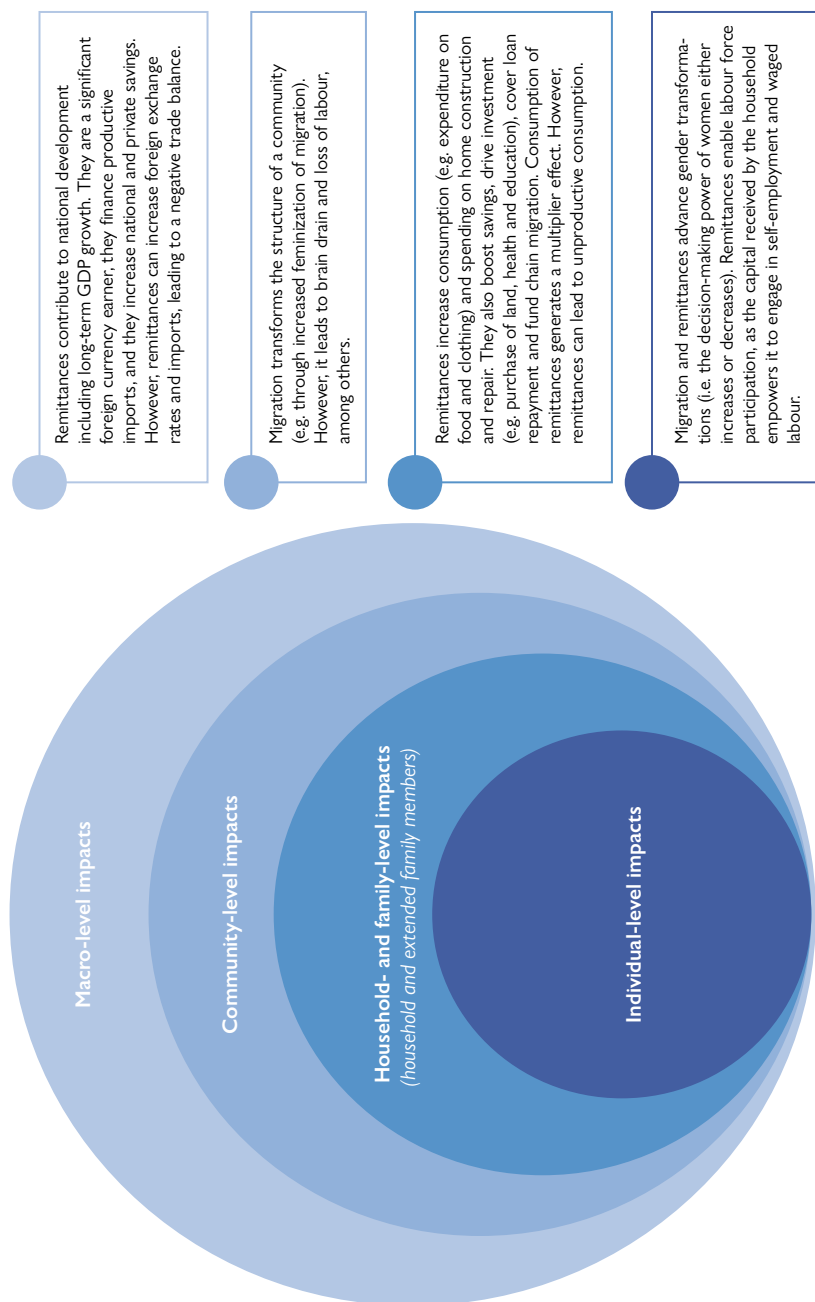 Macro-level impacts
Remittances contribute to national development
including long-term GDP growth. They are a significant
foreign currency earner, they finance productive
imports, and they increase national and private savings.
However, remittances can increase foreign exchange
rates and imports, leading to a negative trade balance.
Community-level impacts
Migration transforms the structure of a community
(e.g. through increased feminization of migration).
However, it leads to brain drain and loss of labour,
among others.
Household- and family-level impacts
(household and extended family members)
Remittances increase consumption (e.g. expenditure on
food and clothing) and spending on home construction
and repair. They also boost savings, drive investment
(e.g. purchase of land, health and education), cover loan
repayment and fund chain migration. Consumption of
remittances generates a multiplier effect. However,
remittances can lead to unproductive consumption.
Individual-level impacts
Migration and remittances advance gender transforma-
tions (i.e. the decision-making power of women either
increases or decreases). Remittances enable labour force
participation, as the capital received by the household
empowers it to engage in self-employment and waged
labour.